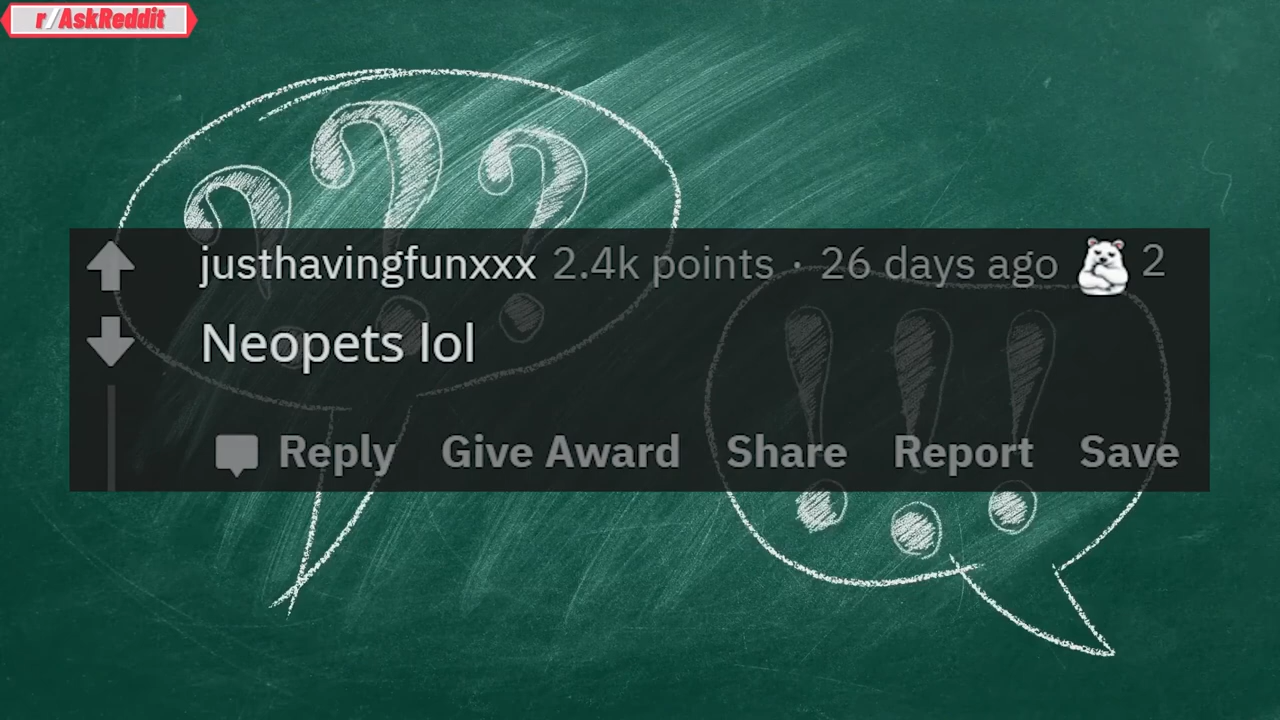 r/AskReddit
???
justhavingfunxxx 2.4k points · 26 days ago 2
Neopets lol
!!!
Reply Give Award Share Report Save